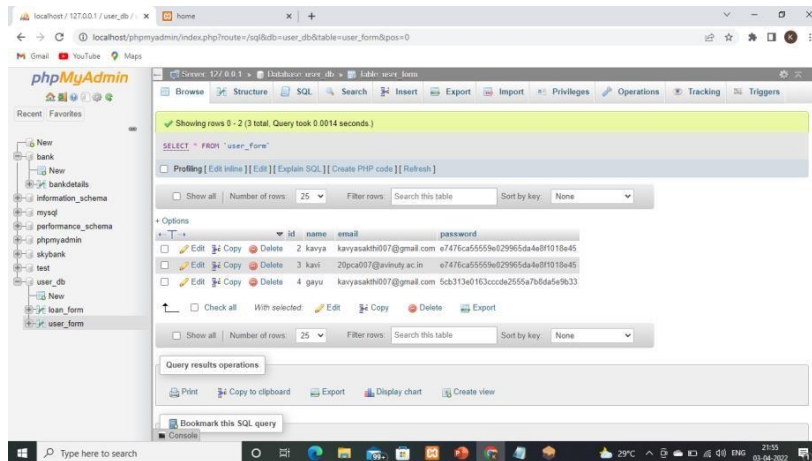 localhost / 127.0.0.1 / user_db /
home
localhost/phpmyadmin/index.php?route=/sql&db=user_db&table=user_form&pos=0
Gmail YouTube Maps
phpMyAdmin
Recent Favorites
New
bank
New
bankdetails
information_schema
mysql
performance_schema
phpmyadmin
skybank
test
user_db
New
loan_form
user_form
Server: 127.0.0.1 » Database: user_db » Table: user_form
Browse Structure SQL Search Insert Export Import Privileges Operations Tracking Triggers
Showing rows 0 - 2 (3 total, Query took 0.0014 seconds.)
SELECT * FROM `user_form`
Profiling [ Edit inline ] [ Edit ] [ Explain SQL ] [ Create PHP code ] [ Refresh ]
Show all Number of rows: 25 Filter rows: Search this table Sort by key: None
+ Options
id name email password
Edit Copy Delete 2 kavya kavyasakthi007@gmail.com e7476ca55559e029965da4e8f1018e45
Edit Copy Delete 3 kavi 20pca007@avinuty.ac.in e7476ca55559e029965da4e8f1018e45
Edit Copy Delete 4 gayu kavyasakthi007@gmail.com 5cb313e0163cccde2555a7b8da5e9b33
Check all With selected: Edit Copy Delete Export
Show all Number of rows: 25 Filter rows: Search this table Sort by key: None
Query results operations
Print Copy to clipboard Export Display chart Create view
Bookmark this SQL query
Console
Type here to search
99+
29°C ENG
21:55
03-04-2022